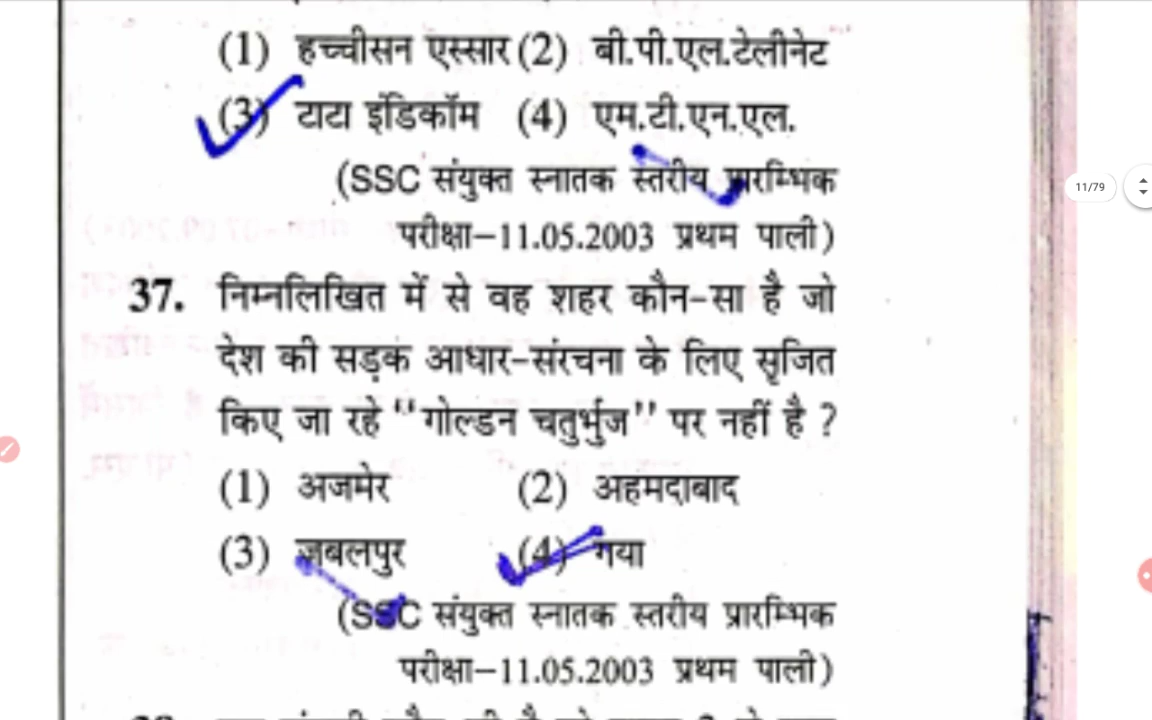 (1) हच्चीसन एस्सार (2) बी.पी.एल.टेलीनेट
(3) टाटा इंडिकॉम (4) एम.टी.एन.एल.
(SSC संयुक्त स्नातक स्तरीय प्रारम्भिक
परीक्षा–11.05.2003 प्रथम पाली)
11/79
37. निम्नलिखित में से वह शहर कौन-सा है जो
देश की सड़क आधार-संरचना के लिए सृजित
किए जा रहे "गोल्डन चतुर्भुज" पर नहीं है ?
(1) अजमेर (2) अहमदाबाद
(3) जबलपुर (4) गया
(SSC संयुक्त स्नातक स्तरीय प्रारम्भिक
परीक्षा–11.05.2003 प्रथम पाली)